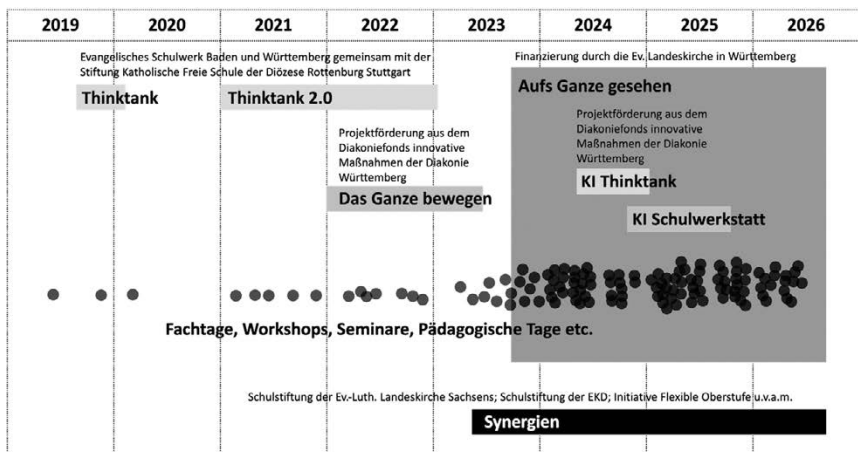 2019 2020 2021 2022 2023 2024 2025 2026
Evangelisches Schulwerk Baden und Württemberg gemeinsam mit der
Stiftung Katholische Freie Schule der Diözese Rottenburg Stuttgart
Finanzierung durch die Ev. Landeskirche in Württemberg
Thinktank
Thinktank 2.0
Aufs Ganze gesehen
Projektförderung aus dem
Diakoniefonds innovative
Maßnahmen der Diakonie
Württemberg
Das Ganze bewegen
Projektförderung aus dem
Diakoniefonds innovative
Maßnahmen der Diakonie
Württemberg
KI Thinktank
KI Schulwerkstatt
Fachtage, Workshops, Seminare, Pädagogische Tage etc.
Schulstiftung der Ev.-Luth. Landeskirche Sachsens; Schulstiftung der EKD; Initiative Flexible Oberstufe u.v.a.m.
Synergien